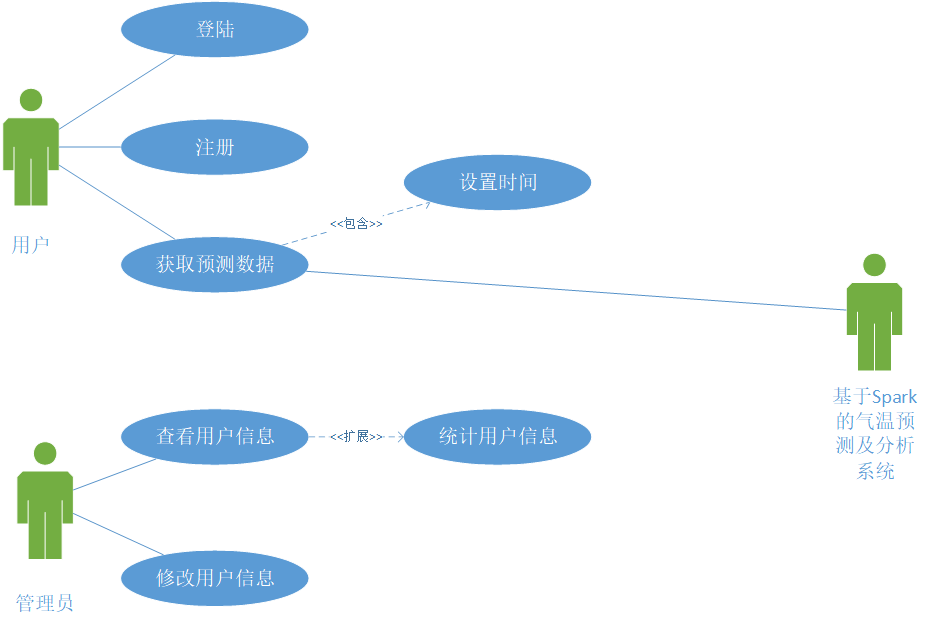 登陆
注册
设置时间
<<包含>>
用户
获取预测数据
基于Spark
的气温预
测及分析
系统
查看用户信息
<<扩展>>
统计用户信息
修改用户信息
管理员